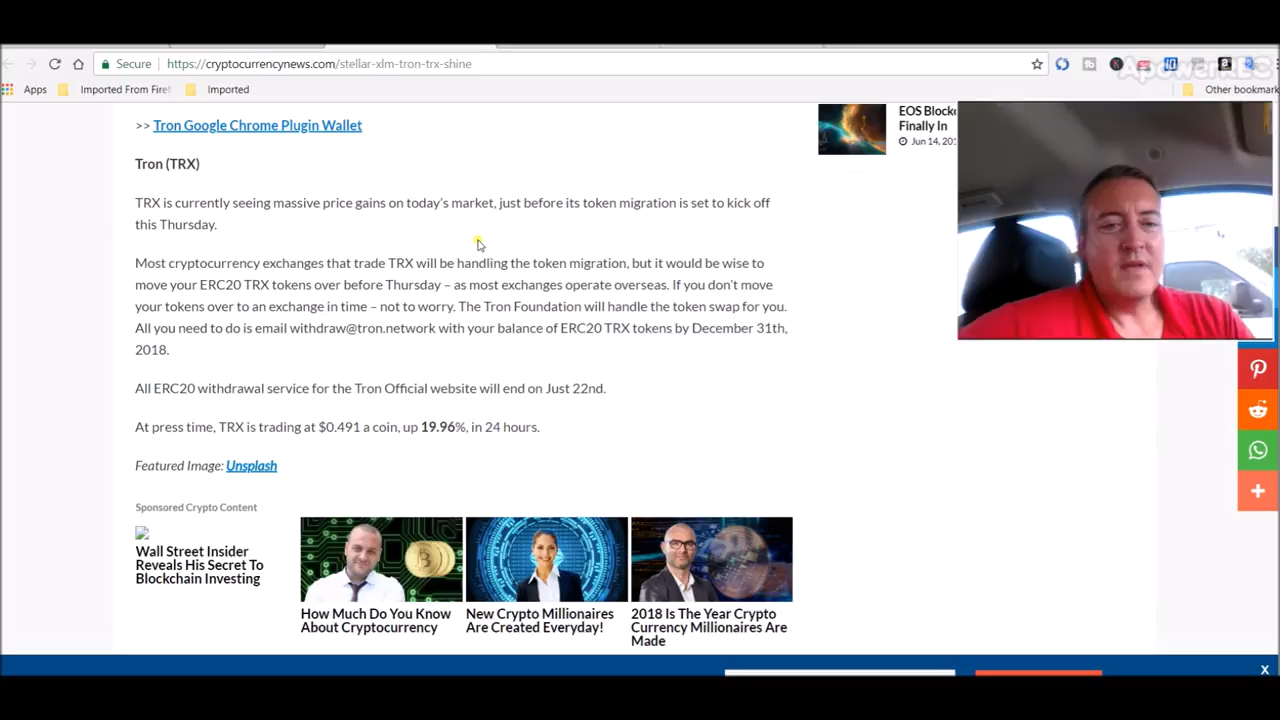 ApowerREC
Secure https://cryptocurrencynews.com/stellar-xlm-tron-trx-shine
Apps Imported From Firef Imported Other bookmark
>> Tron Google Chrome Plugin Wallet
EOS Blocko
Finally In
Jun 14, 201
Tron (TRX)
TRX is currently seeing massive price gains on today's market, just before its token migration is set to kick off
this Thursday.
Most cryptocurrency exchanges that trade TRX will be handling the token migration, but it would be wise to
move your ERC20 TRX tokens over before Thursday – as most exchanges operate overseas. If you don't move
your tokens over to an exchange in time – not to worry. The Tron Foundation will handle the token swap for you.
All you need to do is email withdraw@tron.network with your balance of ERC20 TRX tokens by December 31th,
2018.
All ERC20 withdrawal service for the Tron Official website will end on Just 22nd.
At press time, TRX is trading at $0.491 a coin, up 19.96%, in 24 hours.
Featured Image: Unsplash
Sponsored Crypto Content
Wall Street Insider
Reveals His Secret To
Blockchain Investing
How Much Do You Know
About Cryptocurrency
New Crypto Millionaires
Are Created Everyday!
2018 Is The Year Crypto
Currency Millionaires Are
Made
X